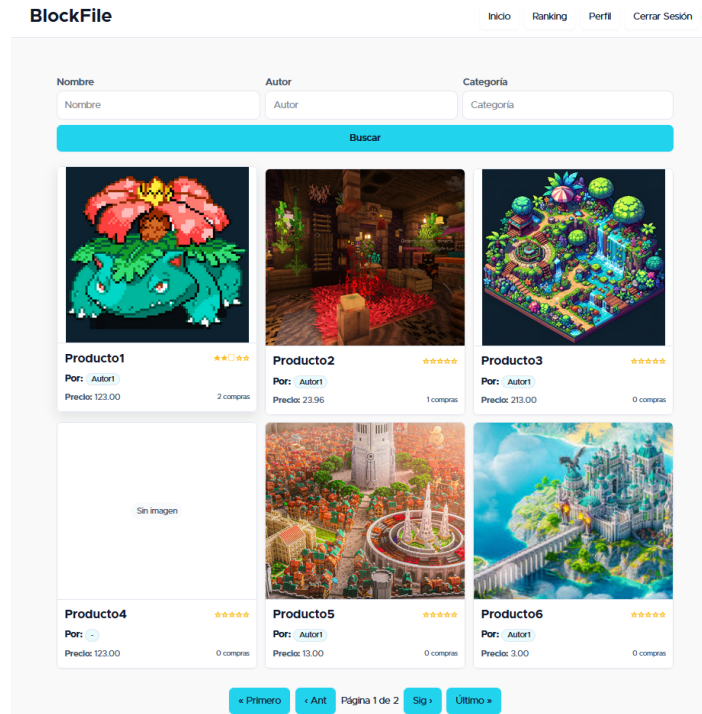 BlockFile
Inicio Ranking Perfil Cerrar Sesión
Nombre Autor Categoría
Nombre Autor Categoría
Buscar
Producto1 ★★☐☆☆
Por: Autor1
Precio: 123.00 2 compras
Producto2 ☆☆☆☆☆
Por: Autor1
Precio: 23.96 1 compras
Producto3 ☆☆☆☆☆
Por: Autor1
Precio: 213.00 0 compras
Sin imagen
Producto4 ☆☆☆☆☆
Por: -
Precio: 123.00 0 compras
Producto5 ☆☆☆☆☆
Por: Autor1
Precio: 13.00 0 compras
Producto6 ☆☆☆☆☆
Por: Autor1
Precio: 3.00 0 compras
« Primero ‹ Ant Página 1 de 2 Sig › Último »